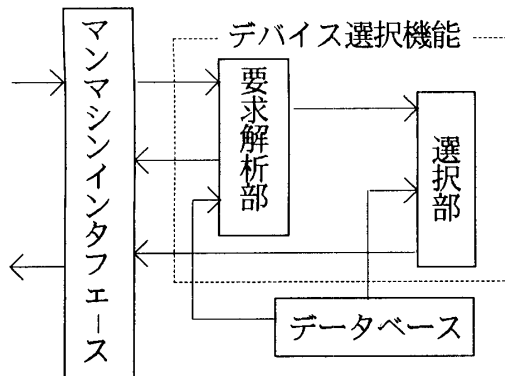 デバイス選択機能
マンマシンインタフェース
要求解析部
選択部
データベース